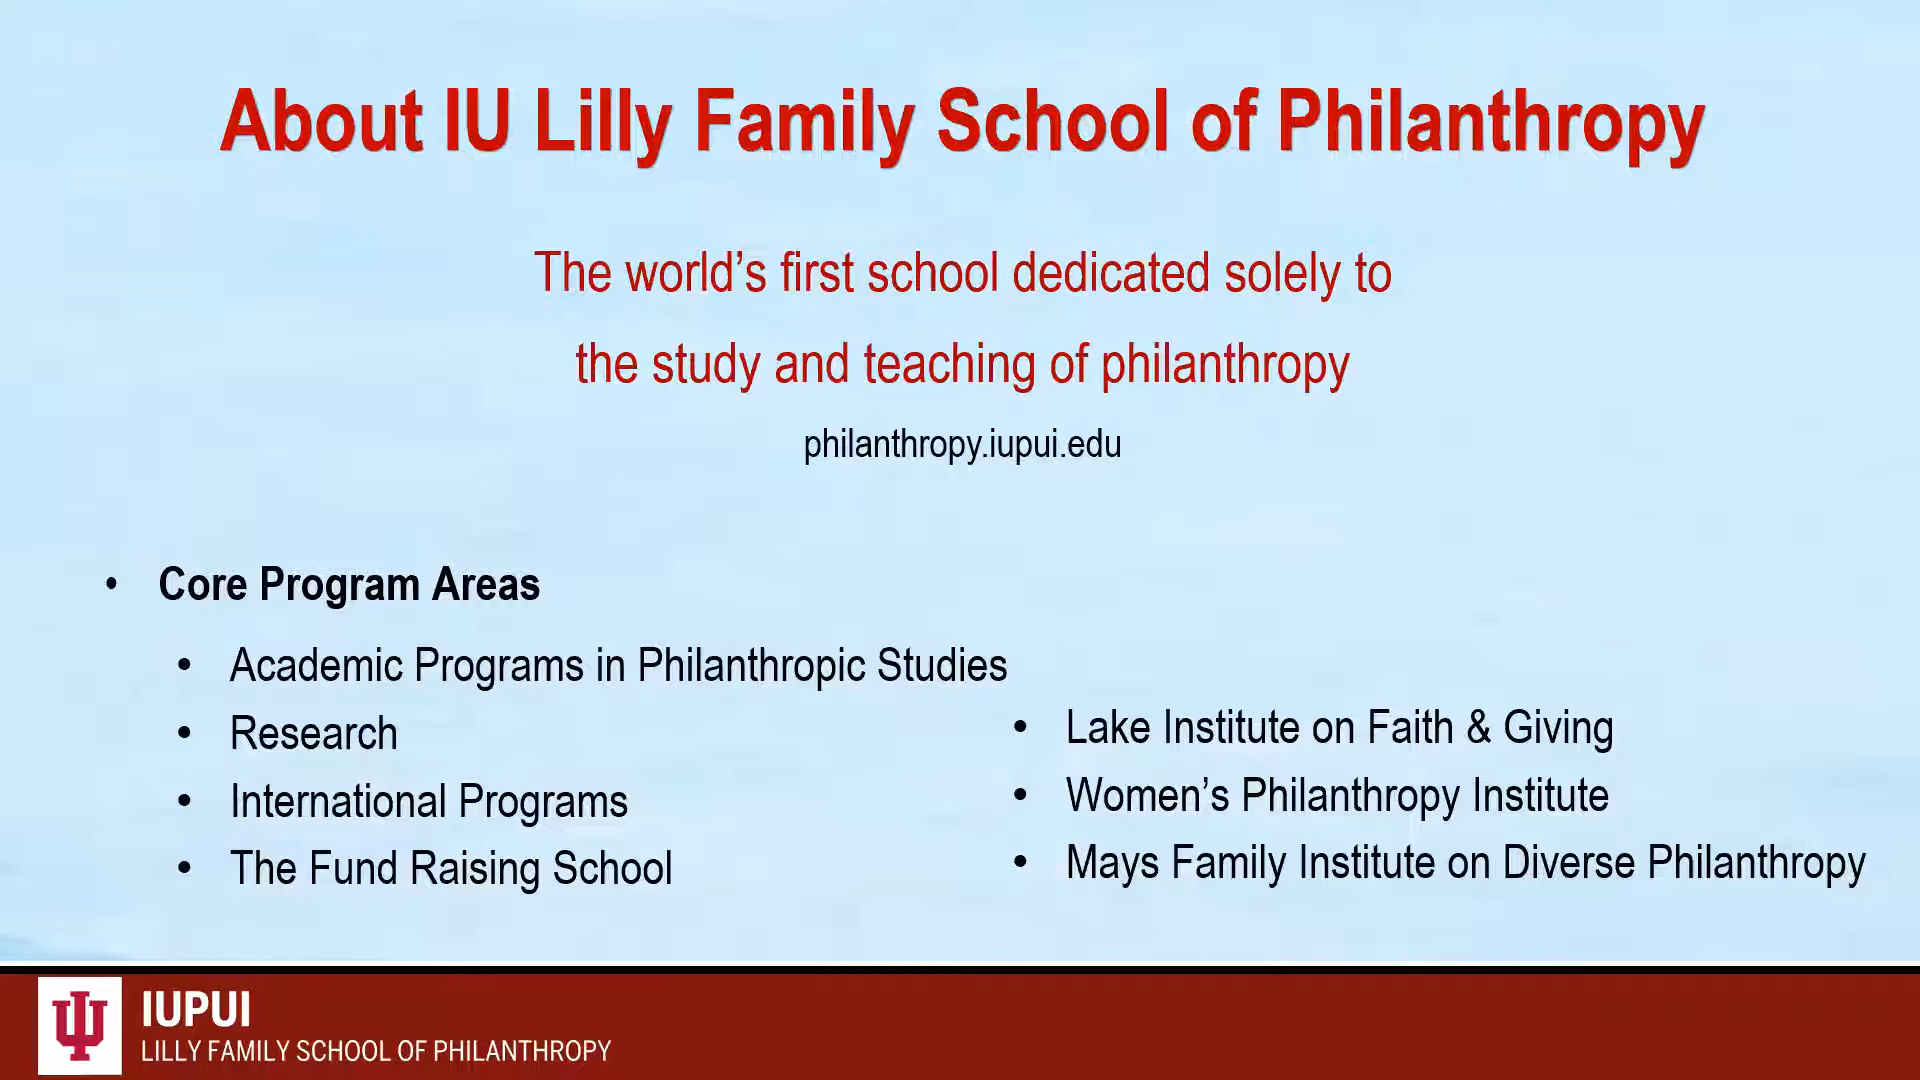 About IU Lilly Family School of Philanthropy
The world’s first school dedicated solely to
the study and teaching of philanthropy
philanthropy.iupui.edu
• Core Program Areas
• Academic Programs in Philanthropic Studies
• Research
• International Programs
• The Fund Raising School
• Lake Institute on Faith & Giving
• Women’s Philanthropy Institute
• Mays Family Institute on Diverse Philanthropy
IUPUI
LILLY FAMILY SCHOOL OF PHILANTHROPY